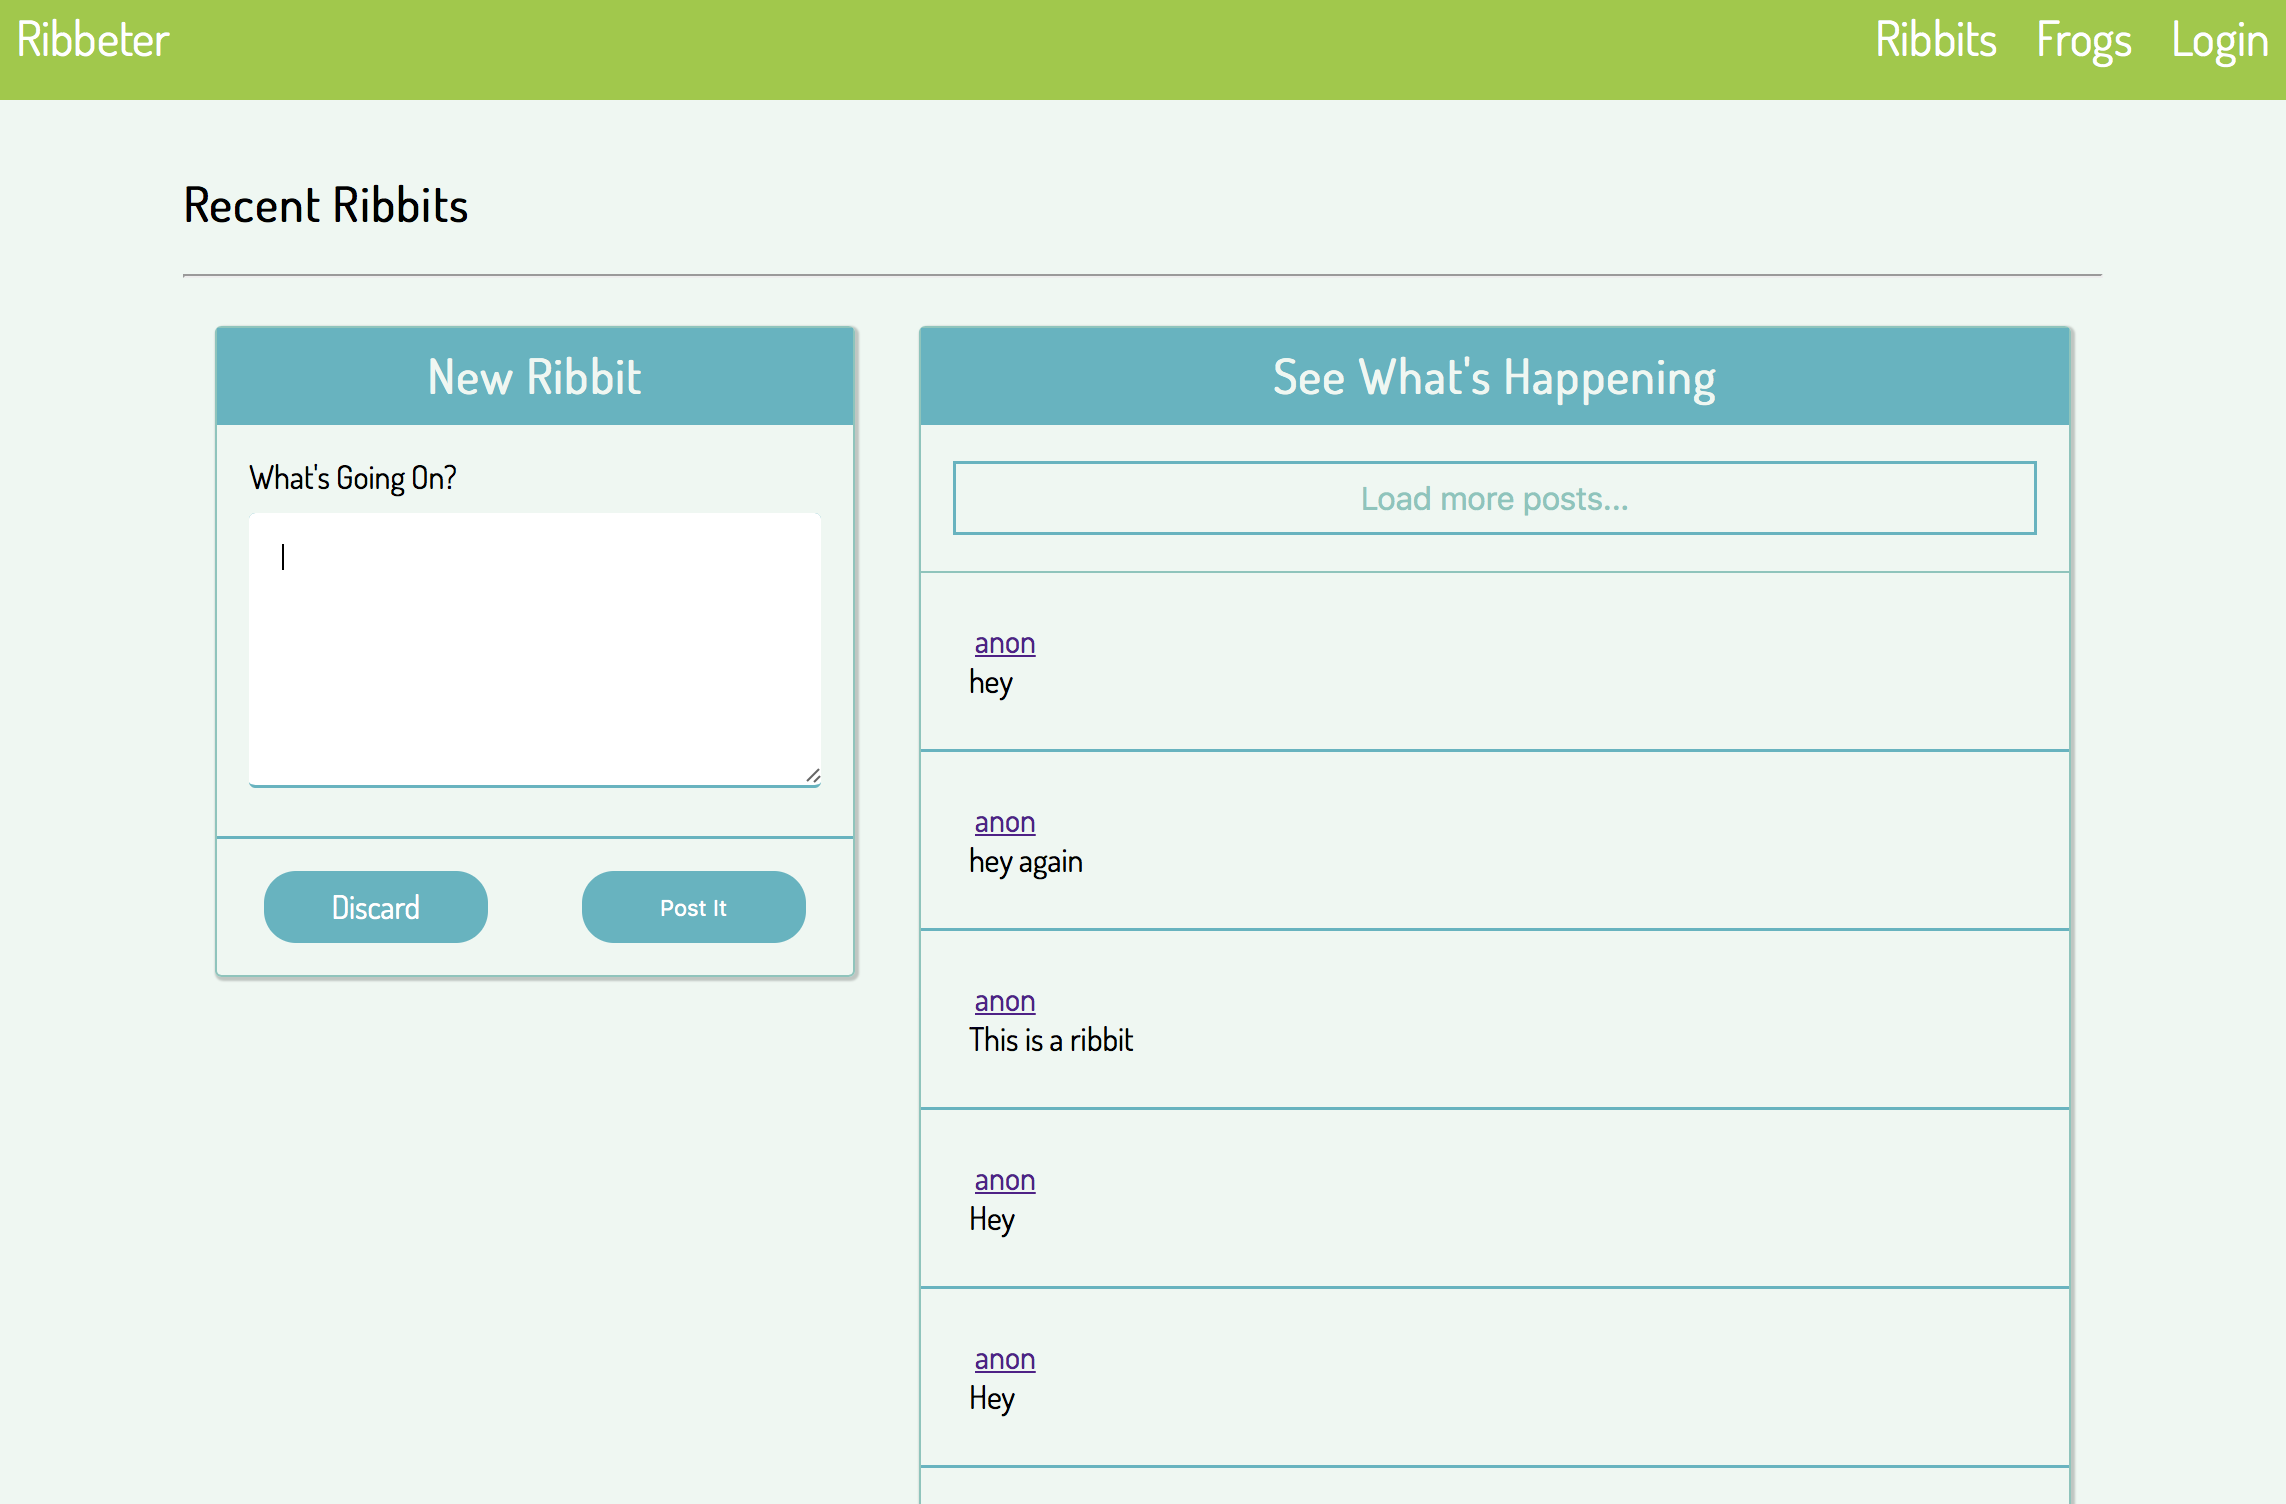 Ribbeter Ribbits Frogs Login
Recent Ribbits
New Ribbit
What's Going On?
Discard Post It
See What's Happening
Load more posts...
anon
hey
anon
hey again
anon
This is a ribbit
anon
Hey
anon
Hey